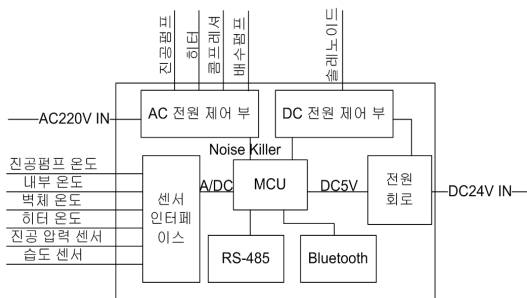 진공펌프
히터
콤프레셔
배수펌프
솔레노이드
AC 전원 제어 부
DC 전원 제어 부
AC220V IN
Noise Killer
진공펌프 온도
내부 온도
벽체 온도
히터 온도
진공 압력 센서
습도 센서
센서
인터페
이스
A/DC
MCU
DC5V
전원
회로
DC24V IN
RS-485
Bluetooth